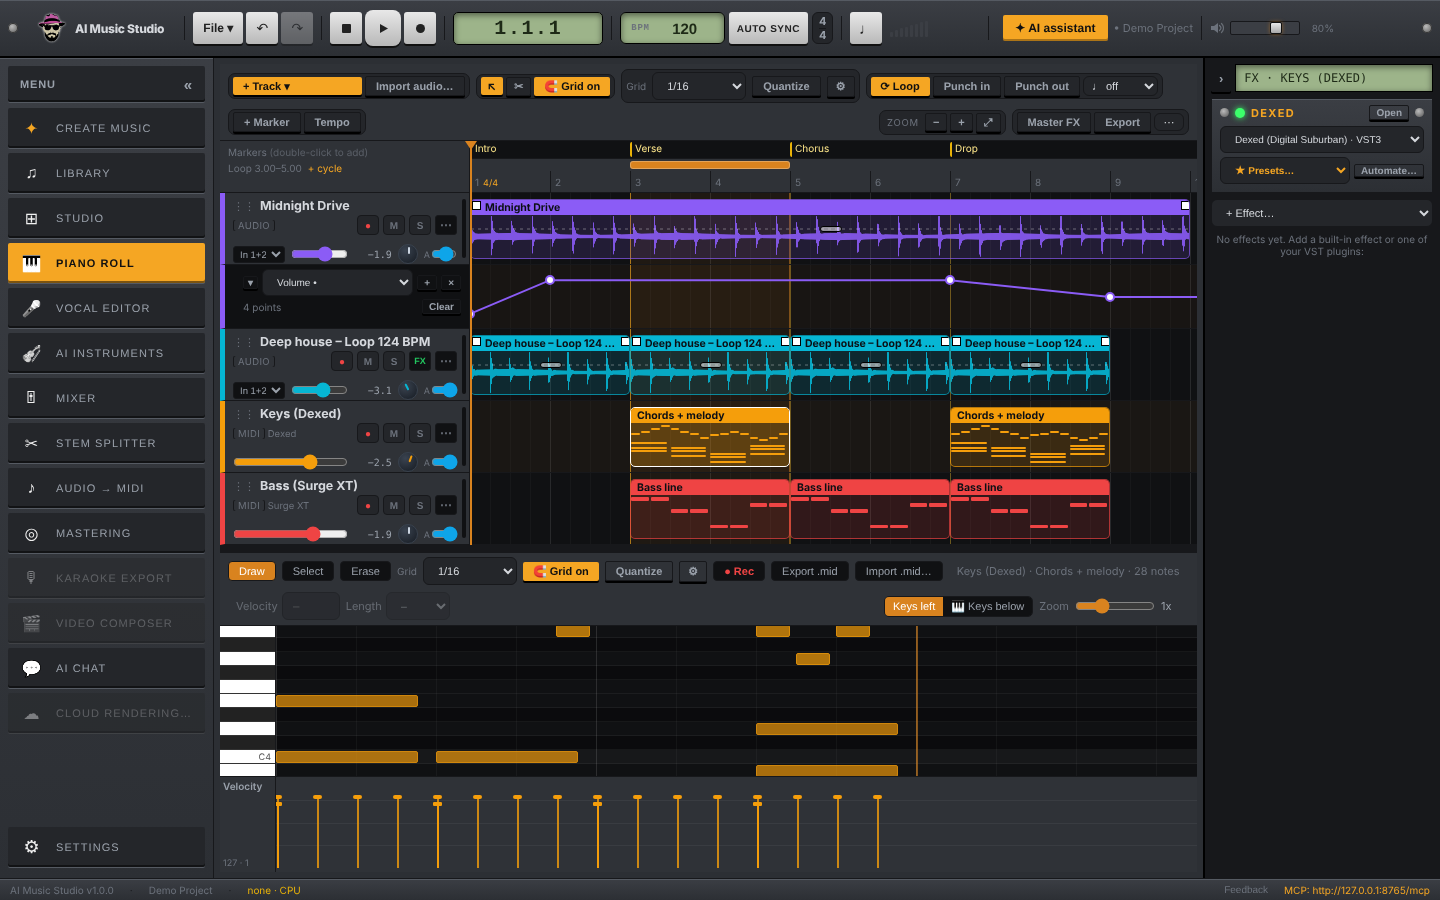 AI Music Studio
File ▾
1.1.1
BPM 120
AUTO SYNC
4
4
✦ AI assistant
• Demo Project
80%
MENU
«
CREATE MUSIC
LIBRARY
STUDIO
PIANO ROLL
VOCAL EDITOR
AI INSTRUMENTS
MIXER
STEM SPLITTER
AUDIO → MIDI
MASTERING
KARAOKE EXPORT
VIDEO COMPOSER
AI CHAT
CLOUD RENDERING...
SETTINGS
+ Track ▾
Import audio…
Grid on
Grid
1/16
Quantize
⟳ Loop
Punch in
Punch out
♩ off
+ Marker
Tempo
ZOOM
−
+
Master FX
Export
⋯
Markers (double-click to add)
Loop 3.00–5.00 + cycle
Intro
Verse
Chorus
Drop
1 4/4
2
3
4
5
6
7
8
9
Midnight Drive
AUDIO
● M S ⋯
In 1+2
−1.9
A
Midnight Drive
▾
Volume •
+
×
4 points
Clear
Deep house – Loop 124 BPM
AUDIO
● M S FX ⋯
In 1+2
−3.1
A
Deep house – Loop 124 ...
Deep house – Loop 124 ...
Deep house – Loop 124 ...
Deep house – Loop 124 ...
Keys (Dexed)
MIDI Dexed
● M S ⋯
−2.5
A
Chords + melody
Chords + melody
Bass (Surge XT)
MIDI Surge XT
● M S ⋯
−1.9
A
Bass line
Bass line
Bass line
Draw
Select
Erase
Grid
1/16
Grid on
Quantize
● Rec
Export .mid
Import .mid…
Keys (Dexed) · Chords + melody · 28 notes
Velocity
–
Length
–
Keys left
Keys below
Zoom
1x
C4
Velocity
127 · 1
›
FX · KEYS (DEXED)
DEXED
Open
Dexed (Digital Suburban) · VST3
★ Presets…
Automate…
+ Effect…
No effects yet. Add a built-in effect or one of
your VST plugins:
AI Music Studio v1.0.0
·
Demo Project
·
none · CPU
Feedback
MCP: http://127.0.0.1:8765/mcp